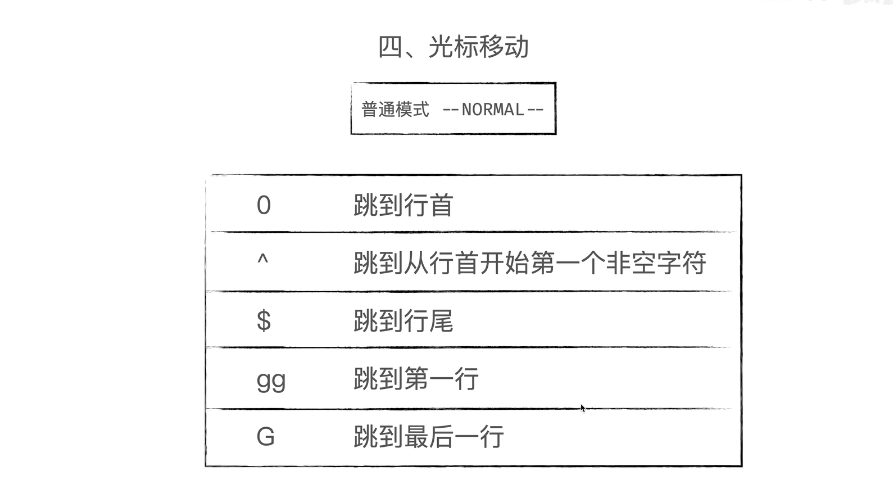 四、光标移动
普通模式 --NORMAL--
0 跳到行首
^ 跳到从行首开始第一个非空字符
$ 跳到行尾
gg 跳到第一行
G 跳到最后一行